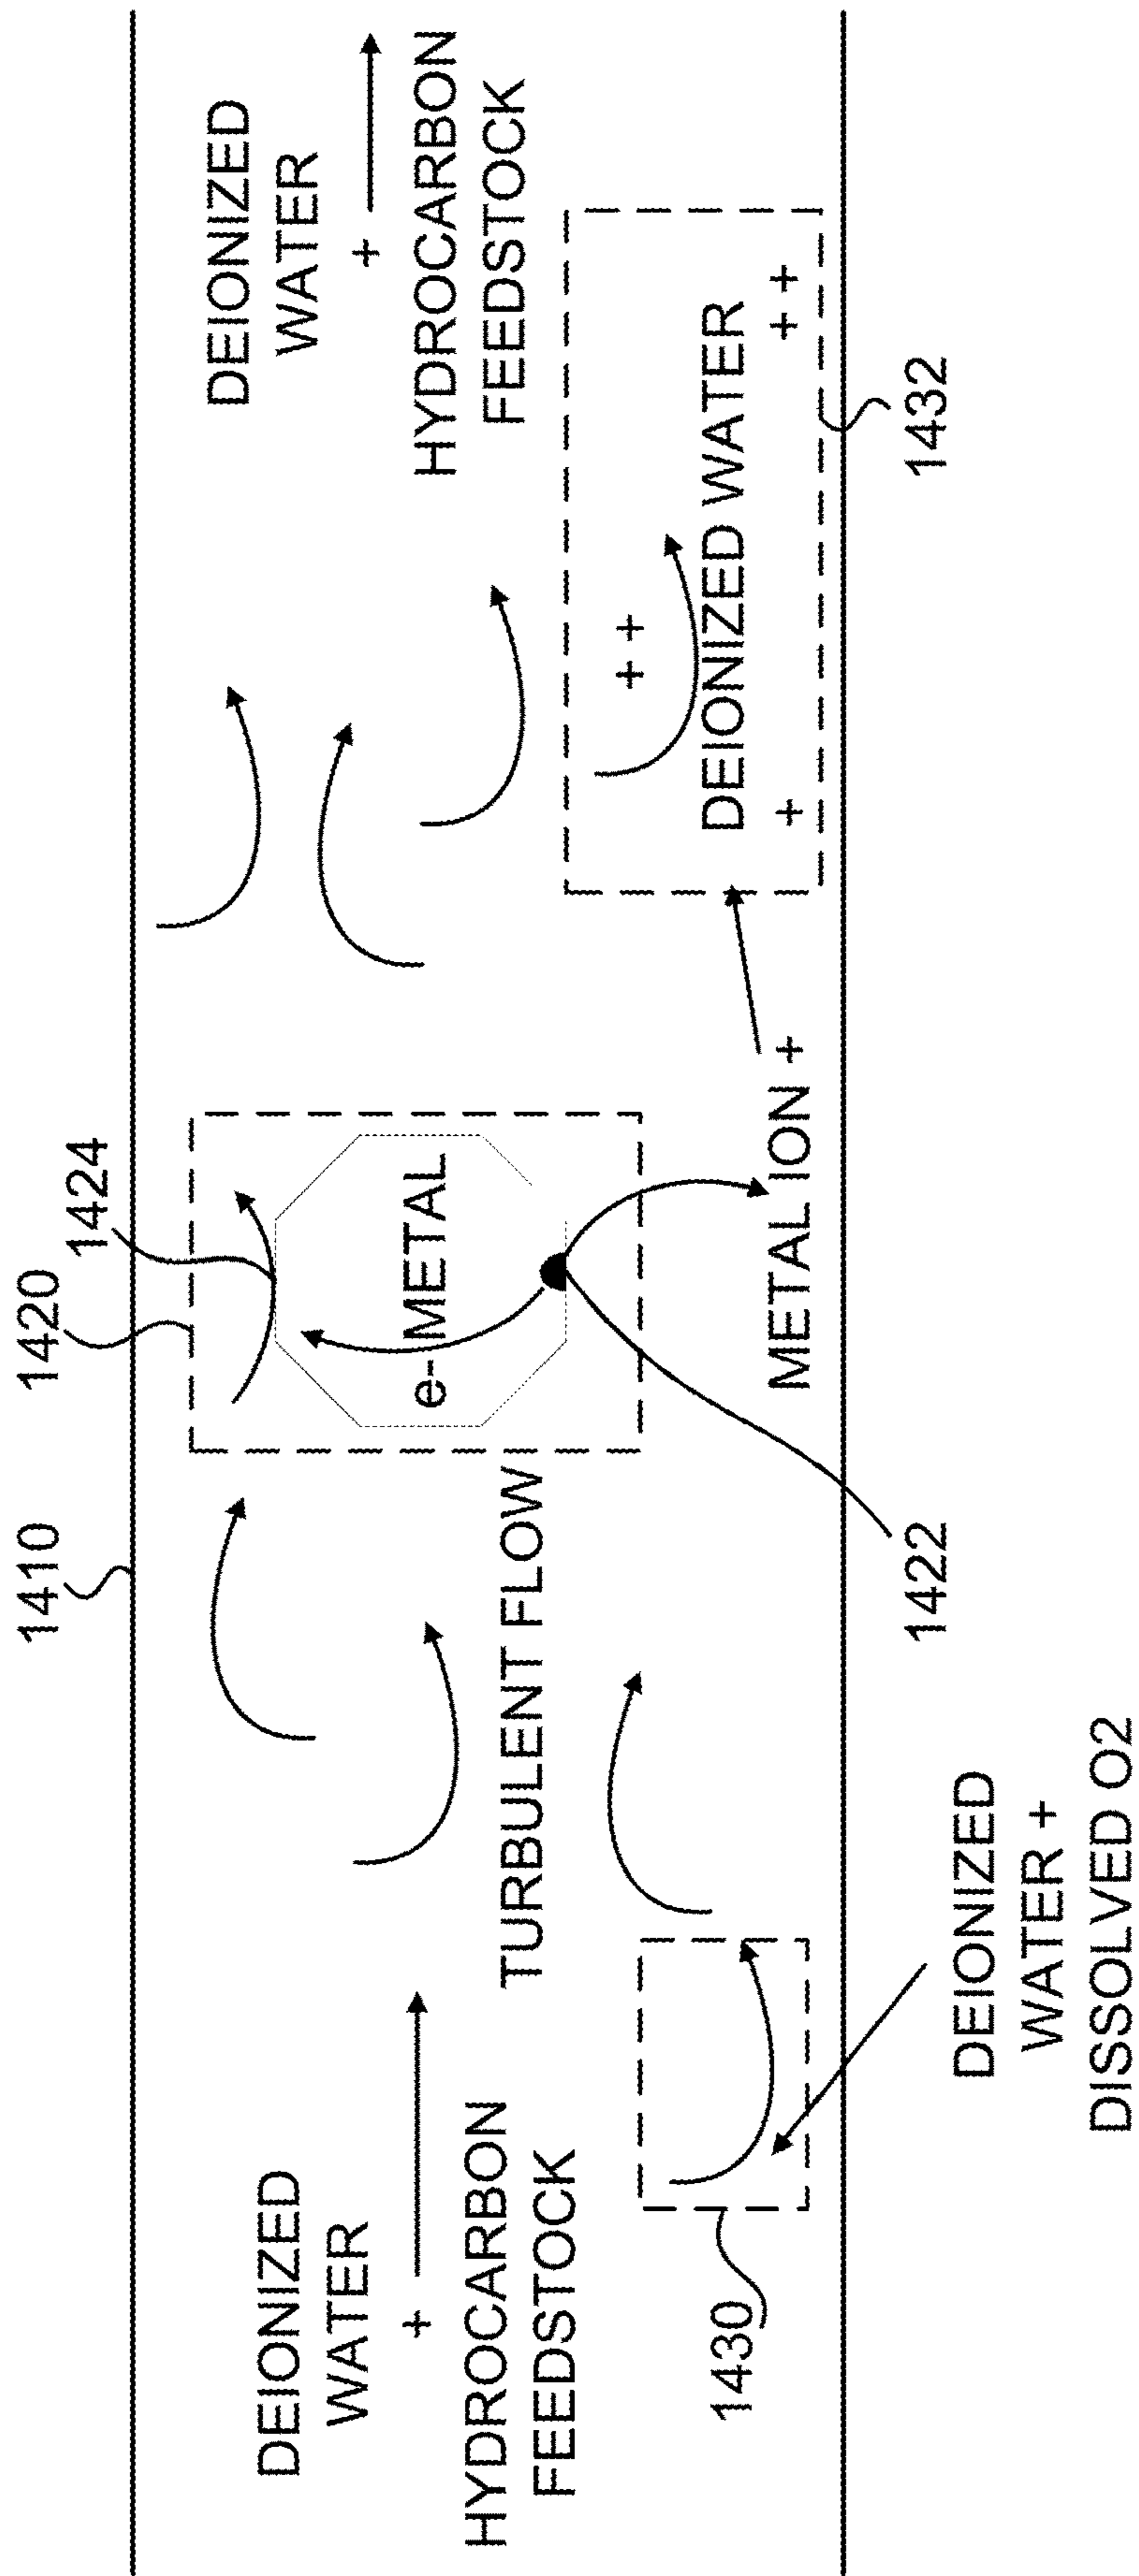 1410
1420
1424
DEIONIZED
WATER
+
HYDROCARBON
FEEDSTOCK
TURBULENT FLOW
e- METAL
DEIONIZED
WATER
+
HYDROCARBON
FEEDSTOCK
METAL ION +
+ +
DEIONIZED WATER
+
+ +
1430
1422
1432
DEIONIZED
WATER +
DISSOLVED O2